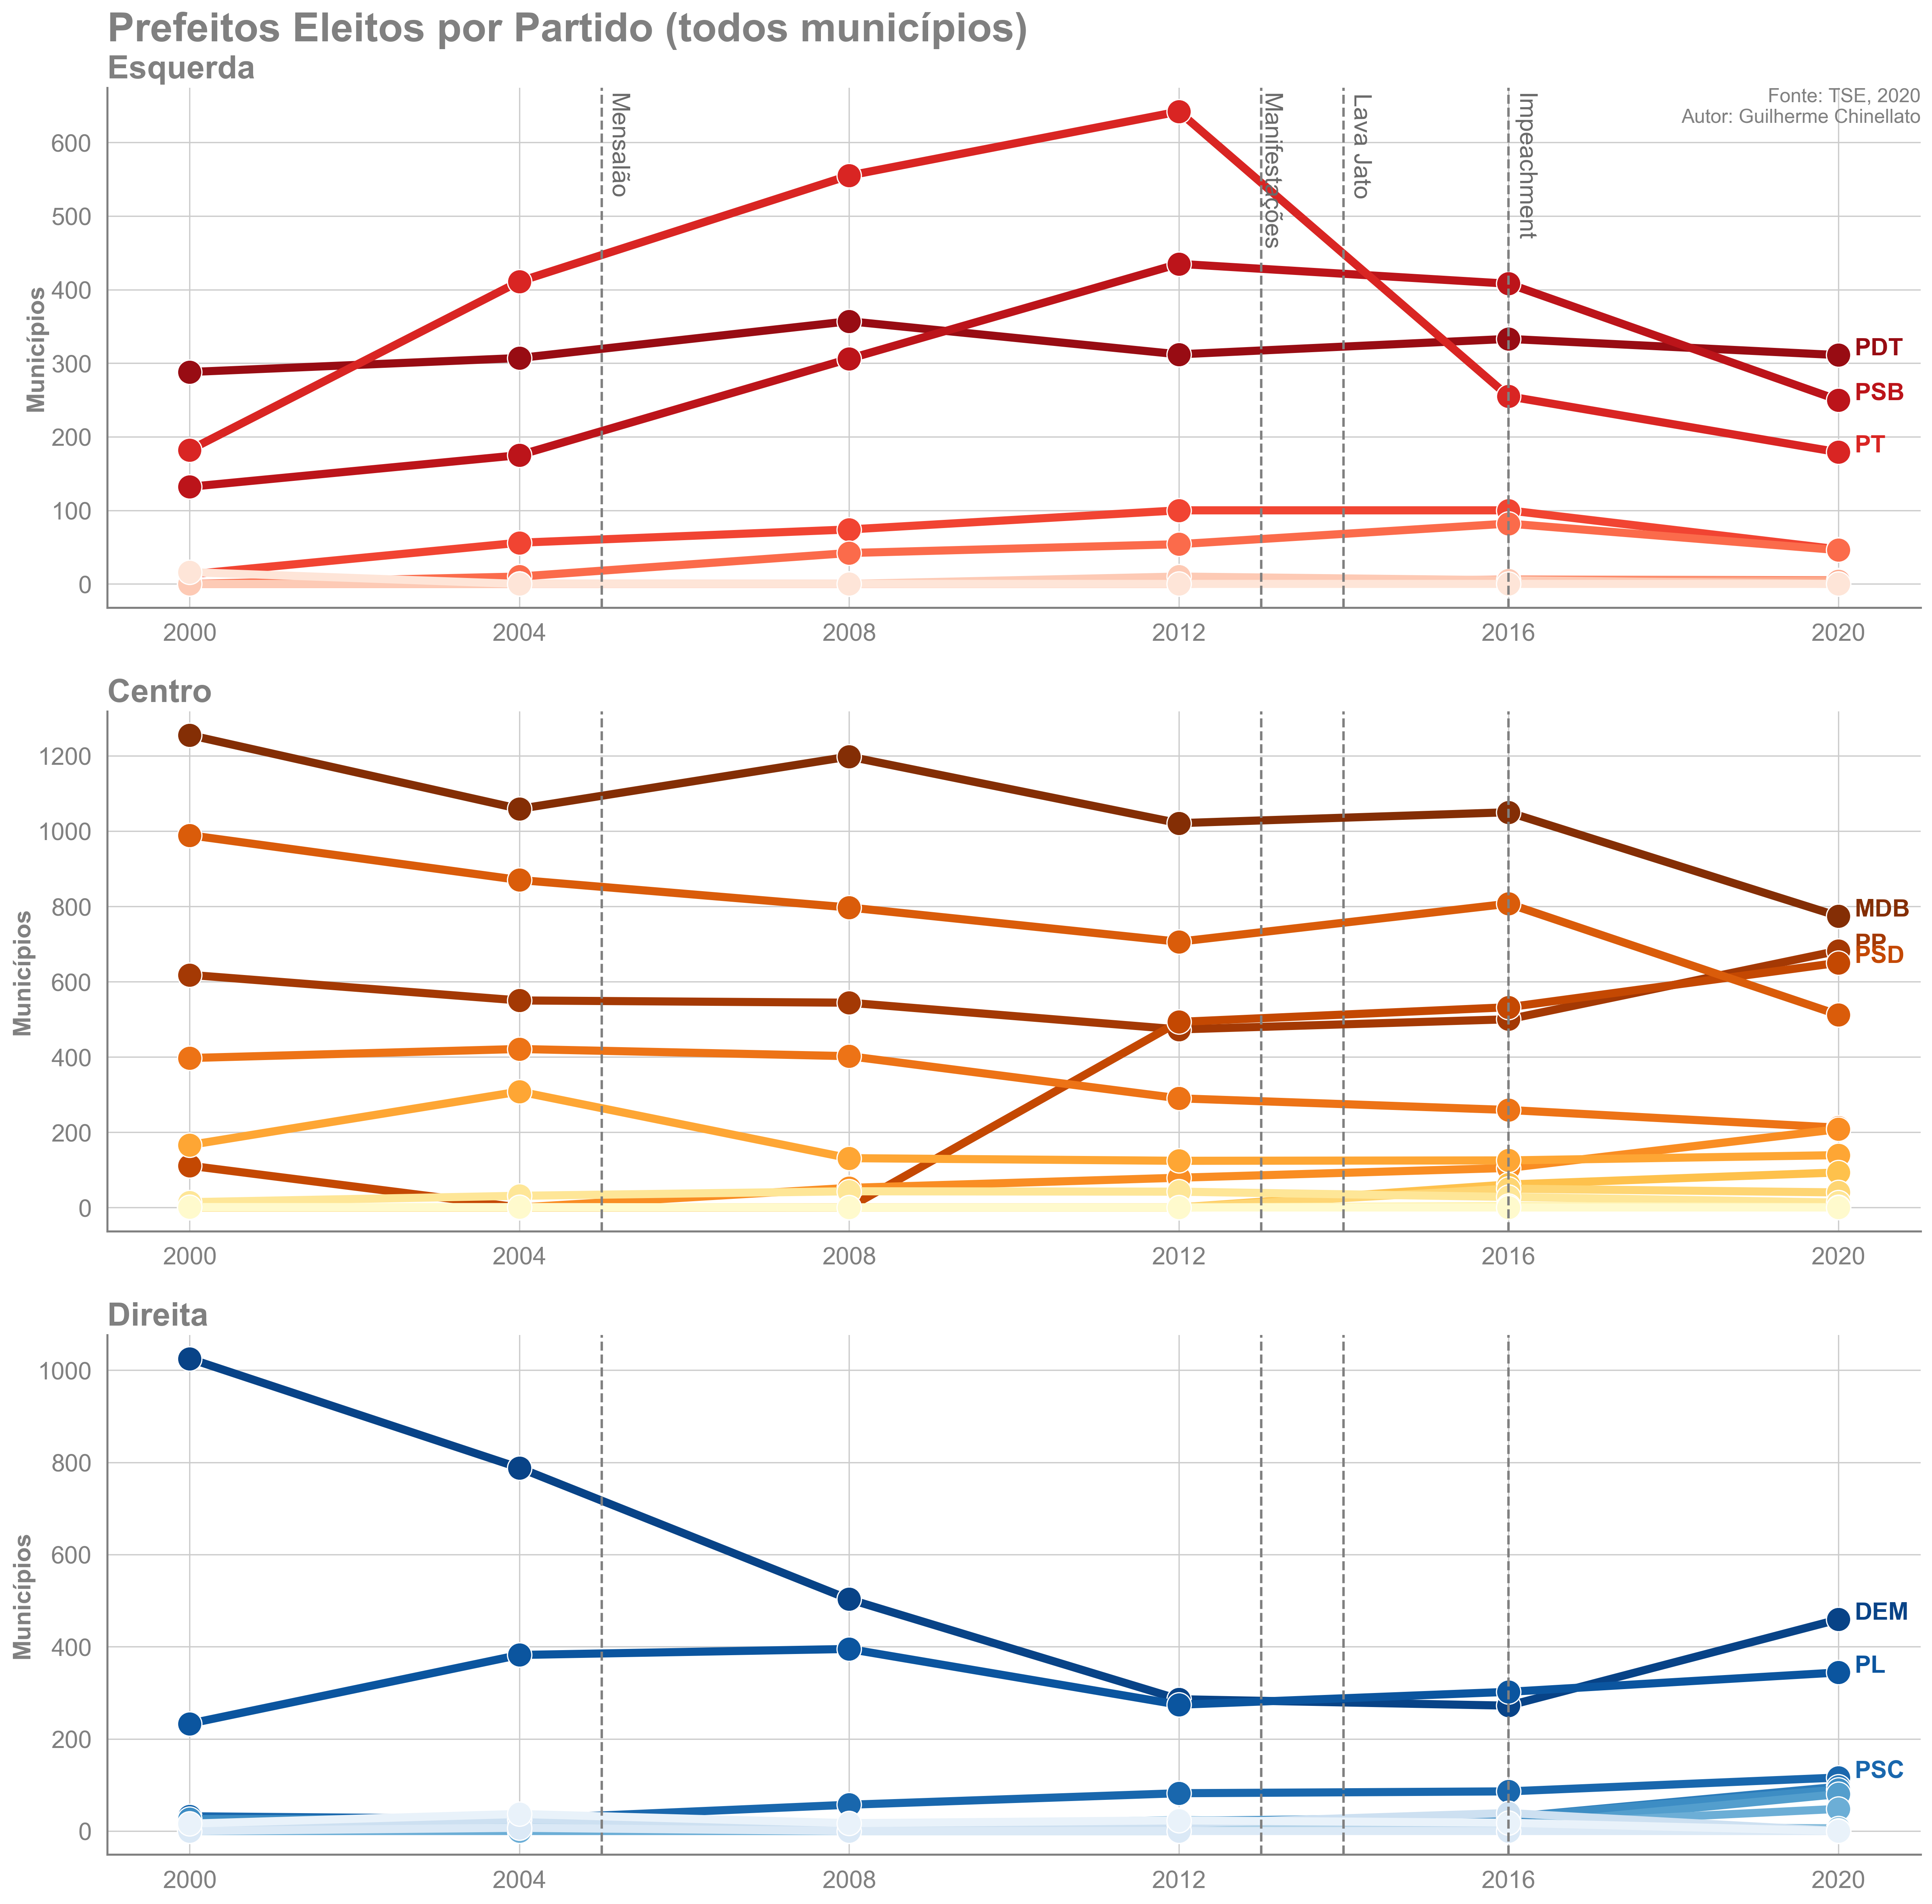 Prefeitos Eleitos por Partido (todos municípios)
Esquerda
Fonte: TSE, 2020
Autor: Guilherme Chinellato
Mensalão
Manifestações
Lava Jato
Impeachment
Municípios
600
500
400
300
200
100
0
PDT
PSB
PT
2000 2004 2008 2012 2016 2020
Centro
Municípios
1200
1000
800
600
400
200
0
MDB
PP
PSD
2000 2004 2008 2012 2016 2020
Direita
Municípios
1000
800
600
400
200
0
DEM
PL
PSC
2000 2004 2008 2012 2016 2020